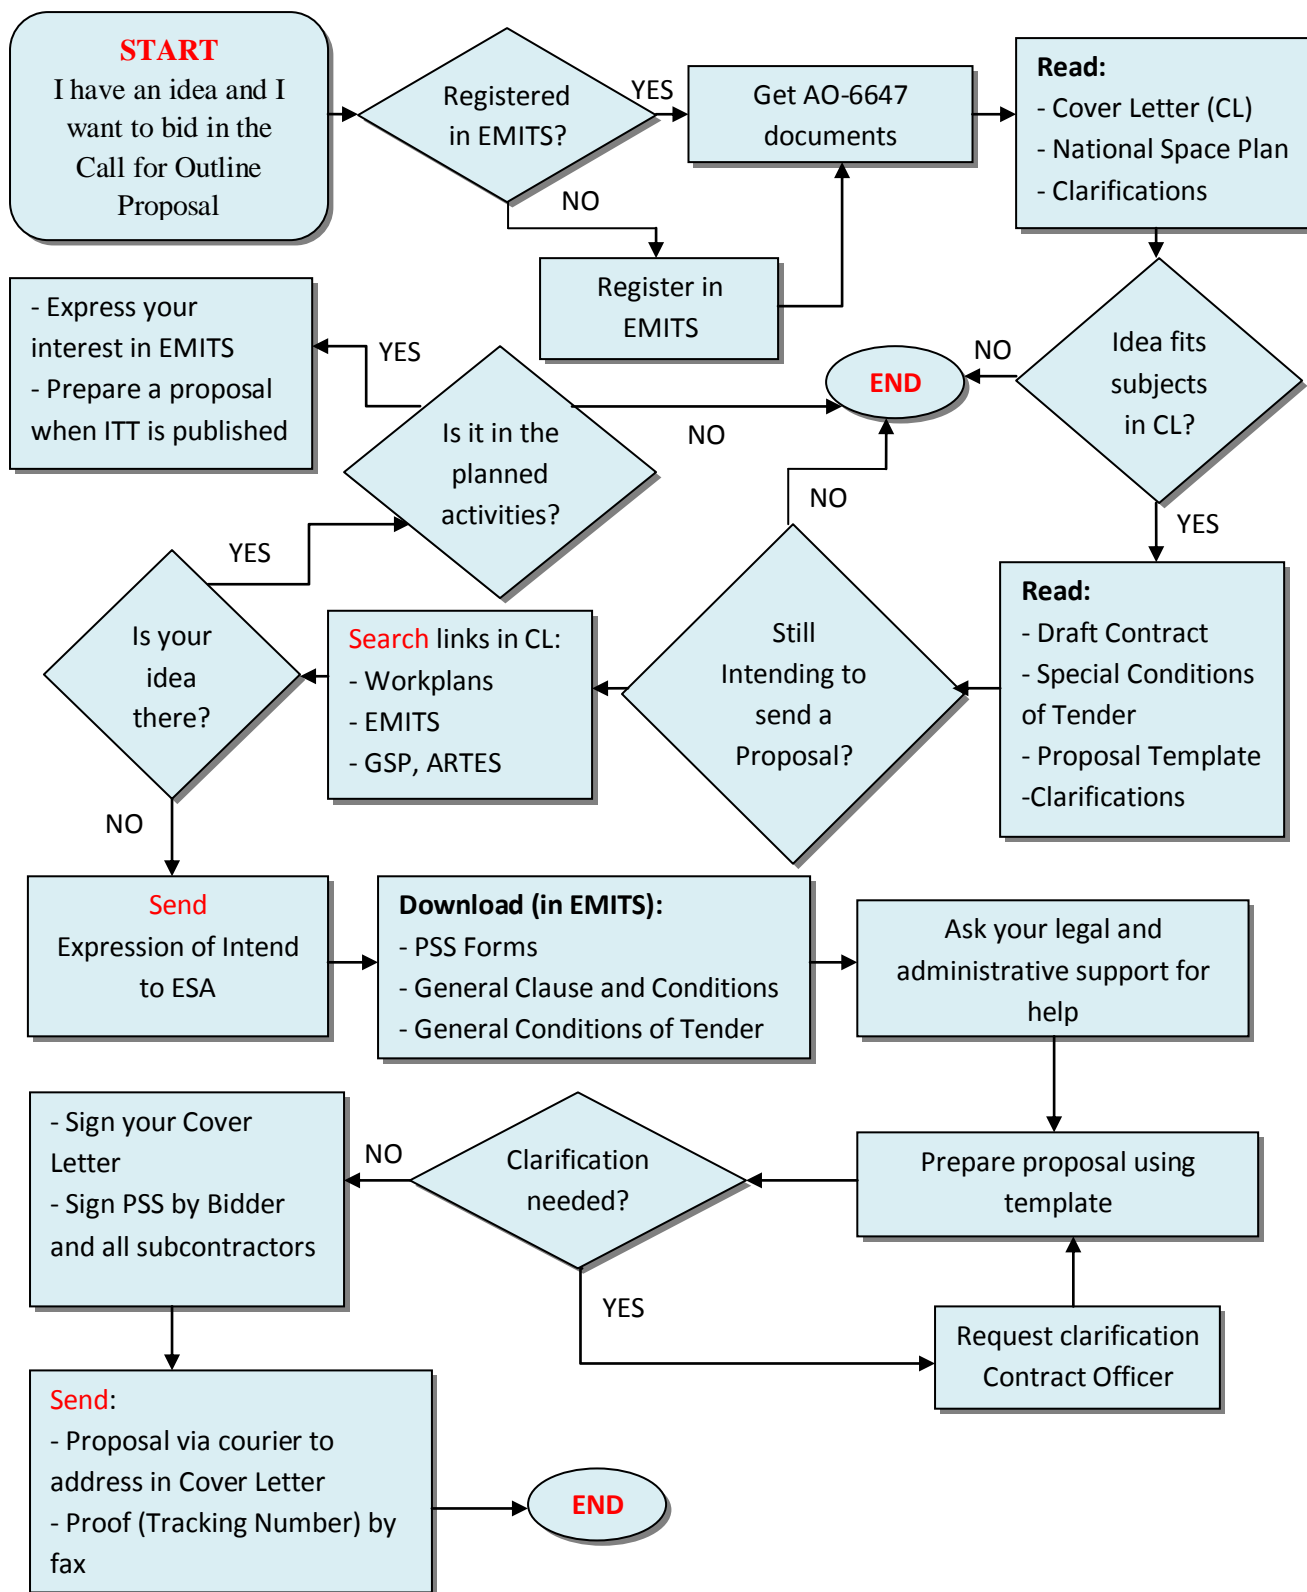 START
I have an idea and I
want to bid in the
Call for Outline
Proposal
Registered
in EMITS?
YES
NO
Get AO-6647
documents
Read:
- Cover Letter (CL)
- National Space Plan
- Clarifications
Register in
EMITS
- Express your
interest in EMITS
- Prepare a proposal
when ITT is published
YES
Is it in the
planned
activities?
NO
END
NO
Idea fits
subjects
in CL?
YES
NO
YES
Is your
idea
there?
NO
Search links in CL:
- Workplans
- EMITS
- GSP, ARTES
Still
Intending to
send a
Proposal?
Read:
- Draft Contract
- Special Conditions
of Tender
- Proposal Template
-Clarifications
Send
Expression of Intend
to ESA
Download (in EMITS):
- PSS Forms
- General Clause and Conditions
- General Conditions of Tender
Ask your legal and
administrative support for
help
- Sign your Cover
Letter
- Sign PSS by Bidder
and all subcontractors
NO
Clarification
needed?
YES
Prepare proposal using
template
Request clarification
Contract Officer
Send:
- Proposal via courier to
address in Cover Letter
- Proof (Tracking Number) by
fax
END